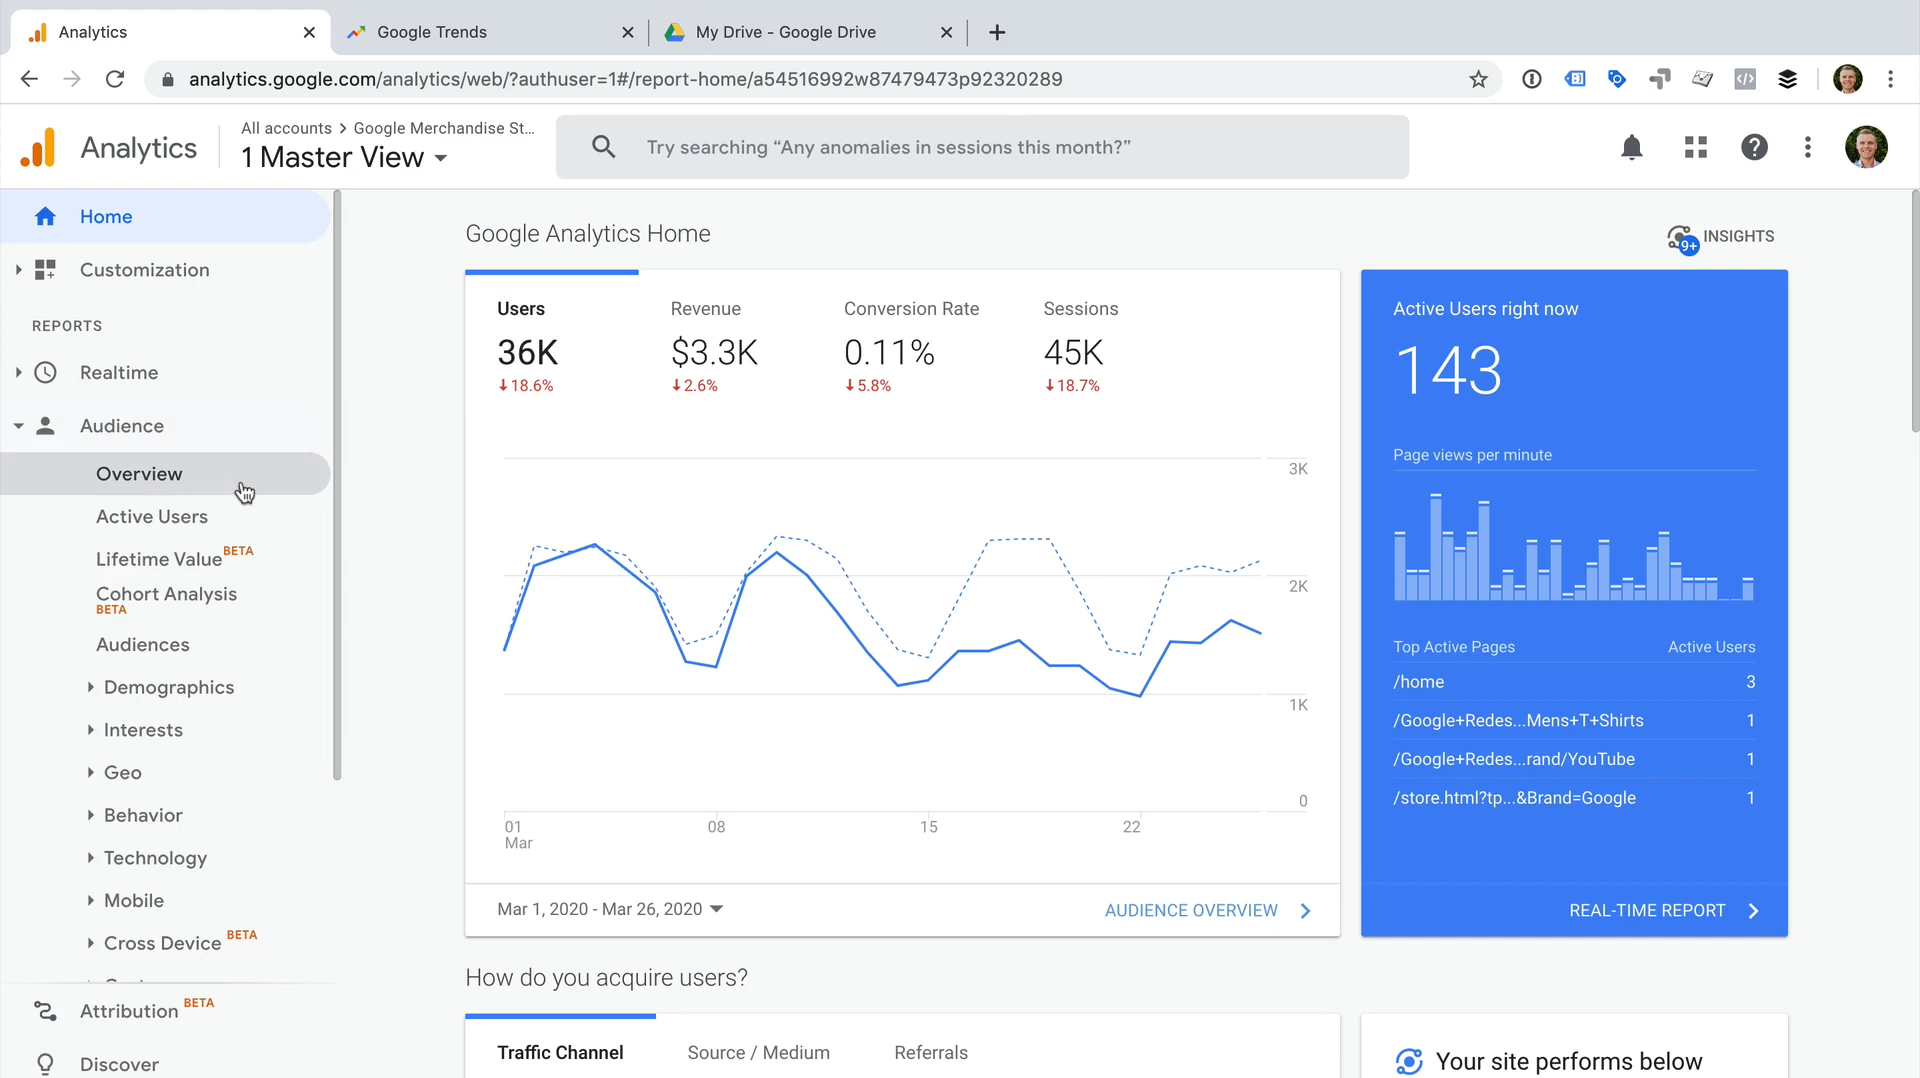 Analytics
Google Trends
My Drive - Google Drive
analytics.google.com/analytics/web/?authuser=1#/report-home/a54516992w87479473p92320289
Analytics
All accounts > Google Merchandise St...
1 Master View
Try searching “Any anomalies in sessions this month?”
Home
Customization
REPORTS
Realtime
Audience
Overview
Active Users
Lifetime Value BETA
Cohort Analysis
BETA
Audiences
Demographics
Interests
Geo
Behavior
Technology
Mobile
Cross Device BETA
Attribution BETA
Discover
Google Analytics Home
9+ INSIGHTS
Users Revenue Conversion Rate Sessions
36K $3.3K 0.11% 45K
↓18.6% ↓2.6% ↓5.8% ↓18.7%
3K
2K
1K
0
01 08 15 22
Mar
Mar 1, 2020 - Mar 26, 2020
AUDIENCE OVERVIEW
Active Users right now
143
Page views per minute
Top Active Pages Active Users
/home 3
/Google+Redes...Mens+T+Shirts 1
/Google+Redes...rand/YouTube 1
/store.html?tp...&Brand=Google 1
REAL-TIME REPORT
How do you acquire users?
Traffic Channel Source / Medium Referrals
Your site performs below